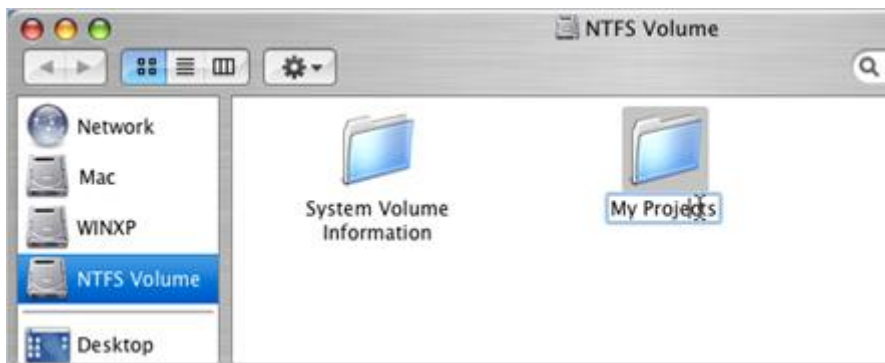 NTFS Volume
Network
Mac
WINXP
NTFS Volume
Desktop
System Volume
Information
My Projects